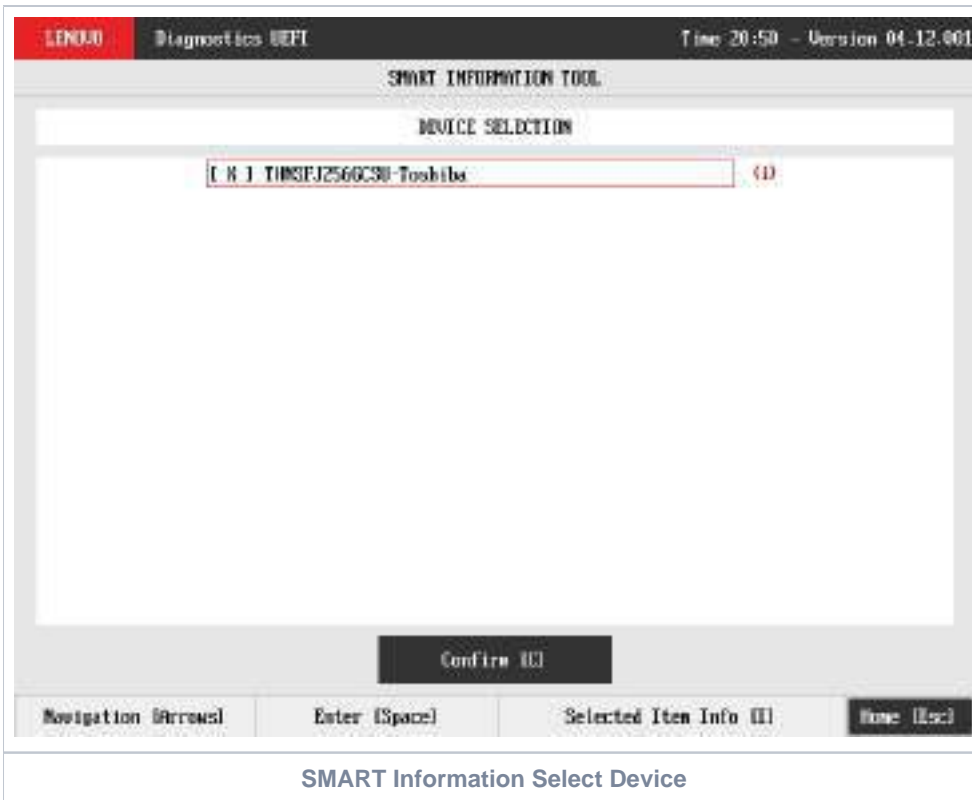 LENOVO Diagnostics UEFI Time 20:50 - Version 04.12.001
SMART INFORMATION TOOL
DEVICE SELECTION
[ X ] THNSFJ256GCSU-Toshiba (1)
Confirm [C]
Navigation [Arrows] Enter [Space] Selected Item Info [I] Home [Esc]
SMART Information Select Device